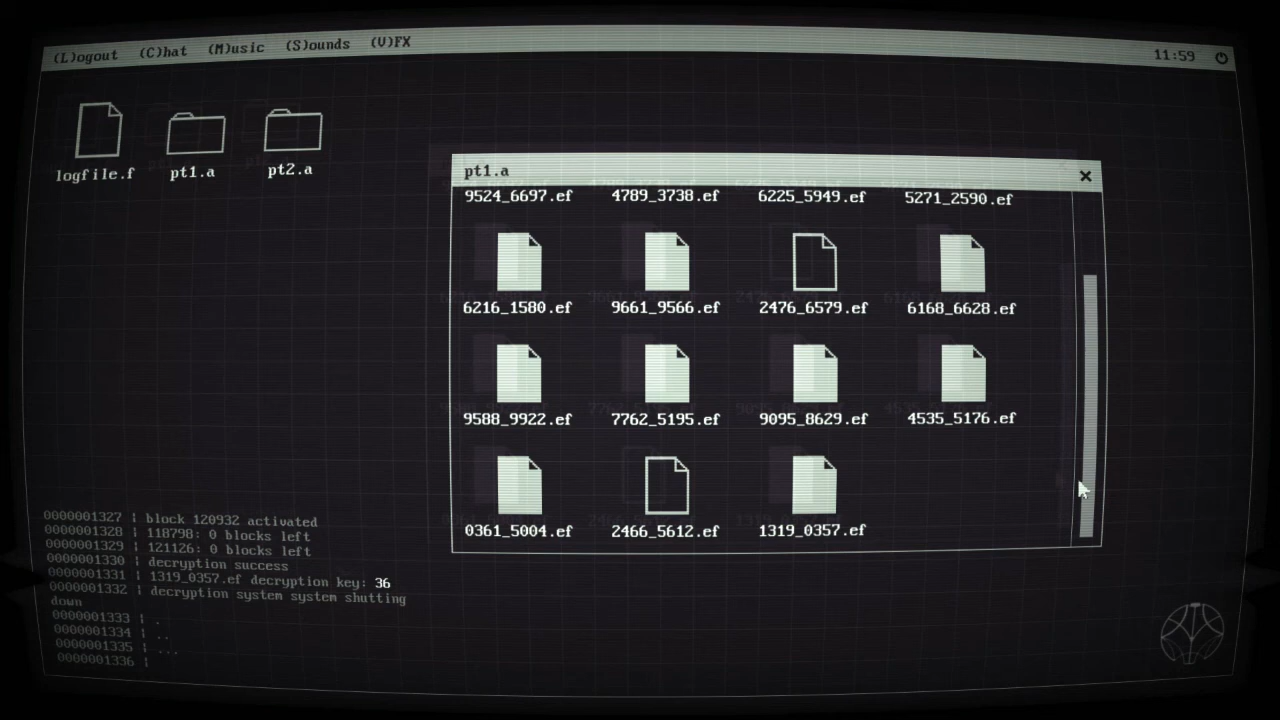 (L)ogout (C)hat (M)usic (S)ounds (V)FX 11:59
logfile.f pt1.a pt2.a
pt1.a
9524_6697.ef 4789_3738.ef 6225_5949.ef 5271_2590.ef
6216_1580.ef 9661_9566.ef 2476_6579.ef 6168_6628.ef
9588_9922.ef 7762_5195.ef 9095_8629.ef 4535_5176.ef
0361_5004.ef 2466_5612.ef 1319_0357.ef
0000001327 | block 120932 activated
0000001328 | 118798: 0 blocks left
0000001329 | 121126: 0 blocks left
0000001330 | decryption success
0000001331 | 1319_0357.ef decryption key: 36
0000001332 | decryption system system shutting
down
0000001333 | .
0000001334 | ..
0000001335 | ...
0000001336 |